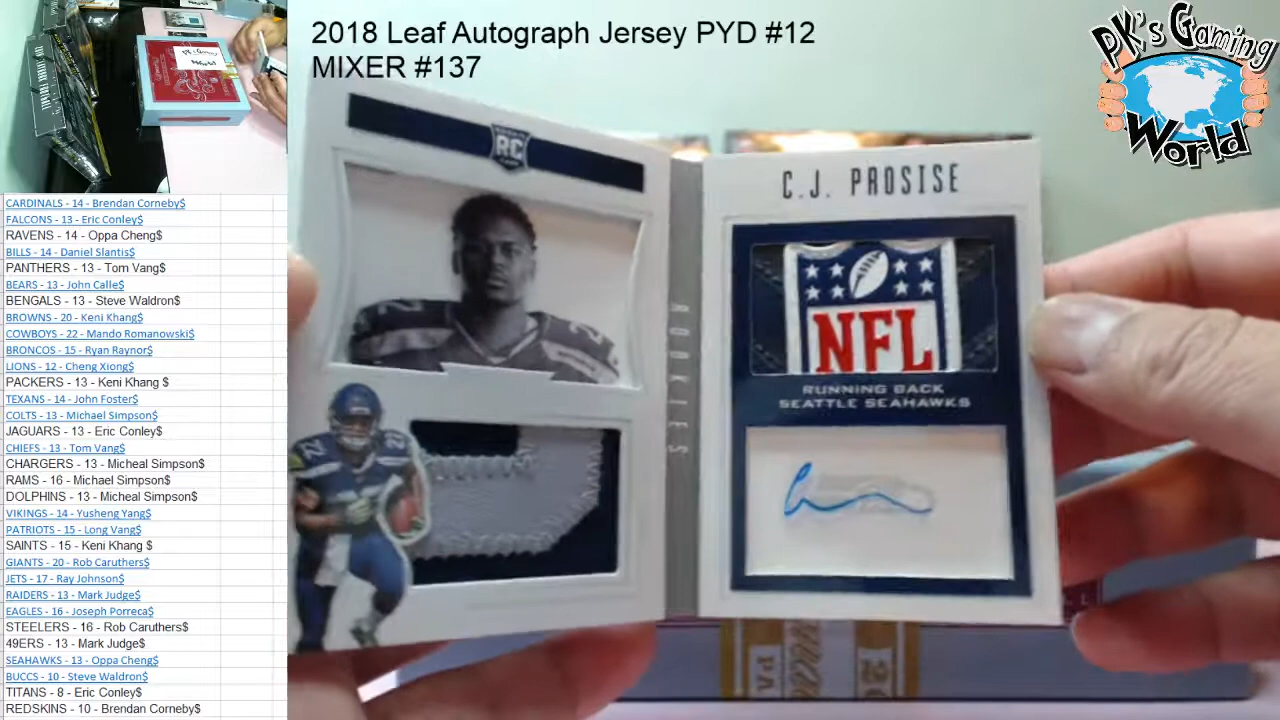 2018 Leaf Autograph Jersey PYD #12
MIXER #137
PK's Gaming
World
CARDINALS - 14 - Brendan Corneby$
FALCONS - 13 - Eric Conley$
RAVENS - 14 - Oppa Cheng$
BILLS - 14 - Daniel Slantis$
PANTHERS - 13 - Tom Vang$
BEARS - 13 - John Calle$
BENGALS - 13 - Steve Waldron$
BROWNS - 20 - Keni Khang$
COWBOYS - 22 - Mando Romanowski$
BRONCOS - 15 - Ryan Raynor$
LIONS - 12 - Cheng Xiong$
PACKERS - 13 - Keni Khang $
TEXANS - 14 - John Foster$
COLTS - 13 - Michael Simpson$
JAGUARS - 13 - Eric Conley$
CHIEFS - 13 - Tom Vang$
CHARGERS - 13 - Micheal Simpson$
RAMS - 16 - Michael Simpson$
DOLPHINS - 13 - Micheal Simpson$
VIKINGS - 14 - Yusheng Yang$
PATRIOTS - 15 - Long Vang$
SAINTS - 15 - Keni Khang $
GIANTS - 20 - Rob Caruthers$
JETS - 17 - Ray Johnson$
RAIDERS - 13 - Mark Judge$
EAGLES - 16 - Joseph Porreca$
STEELERS - 16 - Rob Caruthers$
49ERS - 13 - Mark Judge$
SEAHAWKS - 13 - Oppa Cheng$
BUCCS - 10 - Steve Waldron$
TITANS - 8 - Eric Conley$
REDSKINS - 10 - Brendan Corneby$
RC
ROOKIES
C.J. PROSISE
NFL
RUNNING BACK
SEATTLE SEAHAWKS